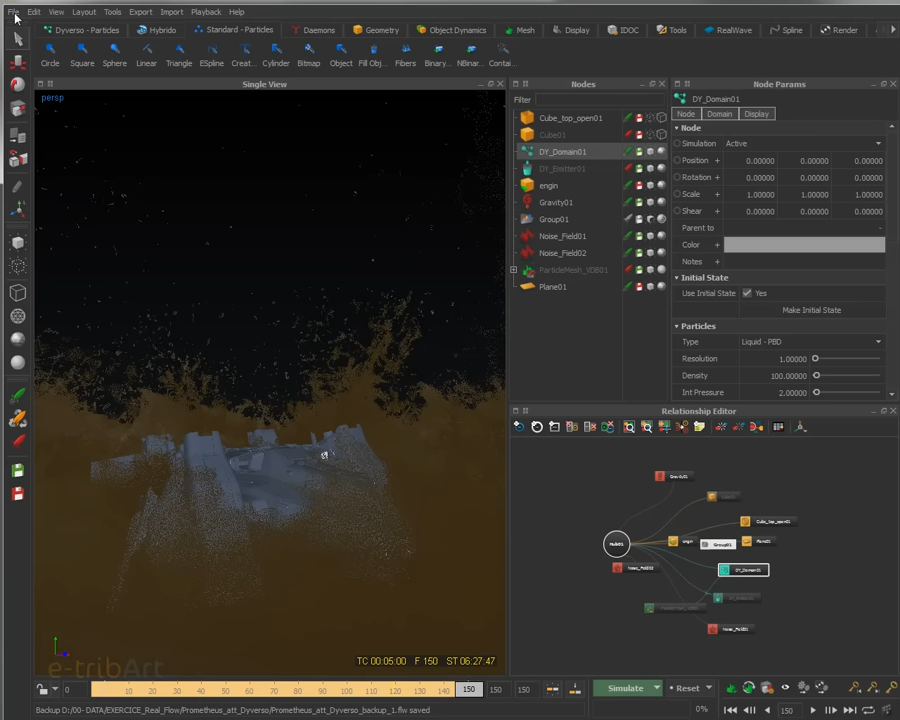 File Edit View Layout Tools Export Import Playback Help
Dyverso - Particles Hybrido Standard - Particles Daemons Geometry Object Dynamics Mesh Display IDOC Tools RealWave Spline Render
Circle Square Sphere Linear Triangle ESpline Creat... Cylinder Bitmap Object Fill Obj... Fibers Binary... NBinar... Contai...
Single View
persp
TC 00:05:00 F 150 ST 06:27:47
e-tribArt
Nodes
Filter
Cube_top_open01
Cube01
DY_Domain01
DY_Emitter01
engin
Gravity01
Group01
Noise_Field01
Noise_Field02
ParticleMesh_VDB01
Plane01
Node Params
DY_Domain01
Node Domain Display
Node
Simulation Active
Position + 0.00000 0.00000 0.00000
Rotation + 0.00000 0.00000 0.00000
Scale + 1.00000 1.00000 1.00000
Shear + 0.00000 0.00000 0.00000
Parent to -
Color +
Notes +
Initial State
Use Initial State Yes
Make Initial State
Particles
Type Liquid - PBD
Resolution 1.00000
Density 100.00000
Int Pressure 2.00000
Relationship Editor
Gravity01
Cube_top_open01
Hub01
engin
Group01
Plane01
DY_Domain01
Noise_Field01
0 10 20 30 40 50 60 70 80 90 100 110 120 130 140 150 150 150
Simulate Reset
Backup D:/00- DATA/EXERCICE_Real_Flow/Prometheus_att_Dyverso/Prometheus_att_Dyverso_backup_1.flw saved
0% 150